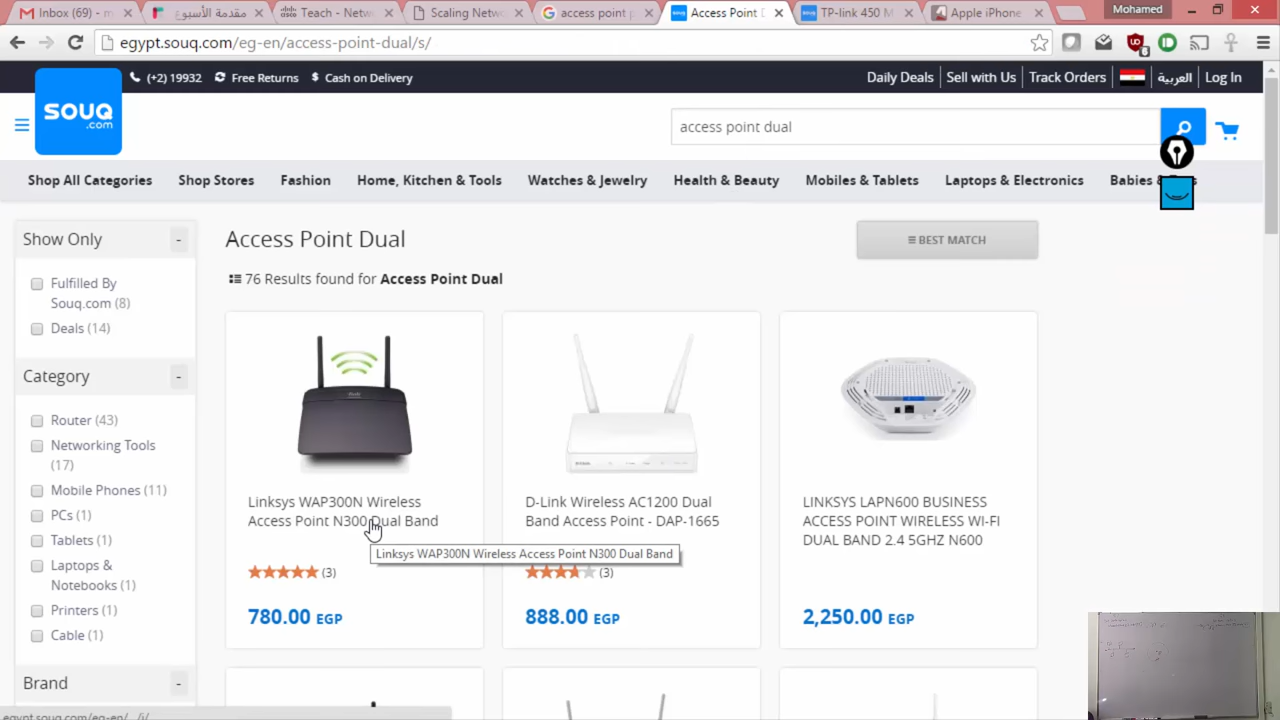 Inbox (69) - m
مقدمة الأسبوع
Teach - Netw
Scaling Netwo
access point p
Access Point D
TP-link 450 M
Apple iPhone
Mohamed
egypt.souq.com/eg-en/access-point-dual/s/
souq
.com
(+2) 19932
Free Returns
$ Cash on Delivery
Daily Deals
Sell with Us
Track Orders
العربية
Log In
access point dual
Shop All Categories
Shop Stores
Fashion
Home, Kitchen & Tools
Watches & Jewelry
Health & Beauty
Mobiles & Tablets
Laptops & Electronics
Babies &
Show Only
-
Fulfilled By
Souq.com (8)
Deals (14)
Category
-
Router (43)
Networking Tools
(17)
Mobile Phones (11)
PCs (1)
Tablets (1)
Laptops &
Notebooks (1)
Printers (1)
Cable (1)
Brand
-
Access Point Dual
BEST MATCH
76 Results found for Access Point Dual
Linksys WAP300N Wireless
Access Point N300 Dual Band
(3)
780.00 EGP
Linksys WAP300N Wireless Access Point N300 Dual Band
D-Link Wireless AC1200 Dual
Band Access Point - DAP-1665
(3)
888.00 EGP
LINKSYS LAPN600 BUSINESS
ACCESS POINT WIRELESS WI-FI
DUAL BAND 2.4 5GHZ N600
2,250.00 EGP
egypt.souq.com/eg-en/.../i/